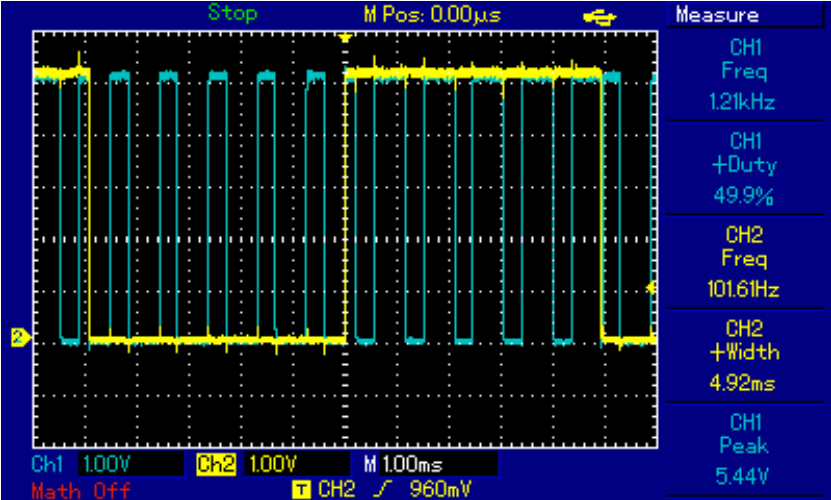 Stop M Pos: 0.00µs Measure
CH1
Freq
1.21kHz
CH1
+Duty
49.9%
CH2
Freq
101.61Hz
CH2
+Width
4.92ms
CH1
Peak
5.44V
2
Ch1 1.00V Ch2 1.00V M 1.00ms
Math Off T CH2 960mV